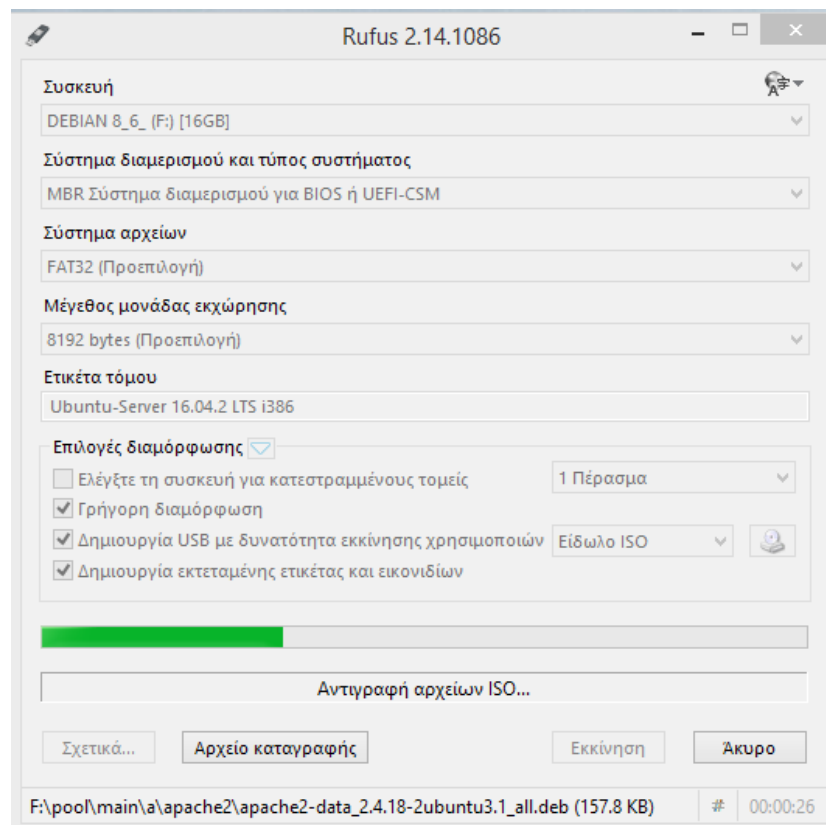 Rufus 2.14.1086
Συσκευή
DEBIAN 8_6_ (F:) [16GB]
Σύστημα διαμερισμού και τύπος συστήματος
MBR Σύστημα διαμερισμού για BIOS ή UEFI-CSM
Σύστημα αρχείων
FAT32 (Προεπιλογή)
Μέγεθος μονάδας εκχώρησης
8192 bytes (Προεπιλογή)
Ετικέτα τόμου
Ubuntu-Server 16.04.2 LTS i386
Επιλογές διαμόρφωσης
Ελέγξτε τη συσκευή για κατεστραμμένους τομείς 1 Πέρασμα
Γρήγορη διαμόρφωση
Δημιουργία USB με δυνατότητα εκκίνησης χρησιμοποιών Είδωλο ISO
Δημιουργία εκτεταμένης ετικέτας και εικονιδίων
Αντιγραφή αρχείων ISO...
Σχετικά... Αρχείο καταγραφής Εκκίνηση Άκυρο
F:\pool\main\a\apache2\apache2-data_2.4.18-2ubuntu3.1_all.deb (157.8 KB) # 00:00:26